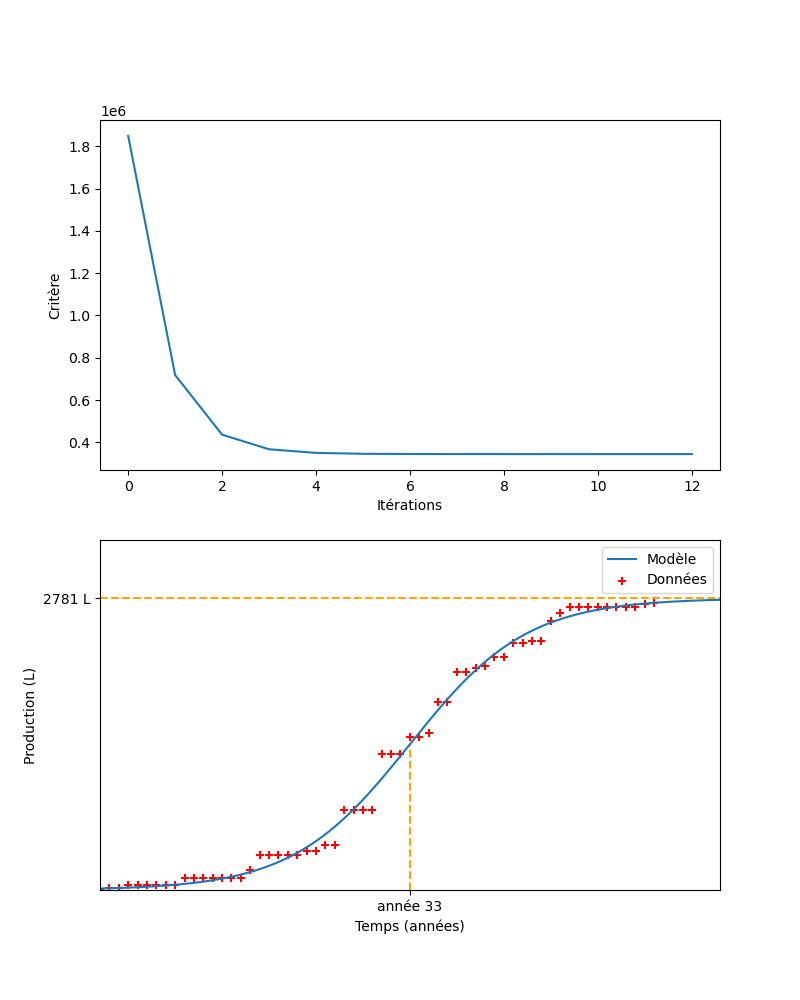 1e6
1.8
1.6
1.4
1.2
1.0
0.8
0.6
0.4
Critère
0 2 4 6 8 10 12
Itérations
Modèle
Données
2781 L
Production (L)
année 33
Temps (années)